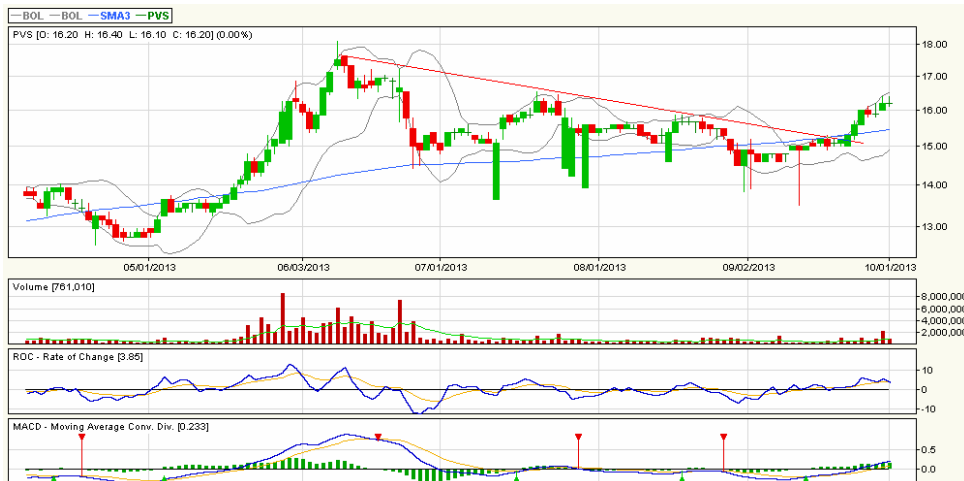 BOL BOL SMA3 PVS
PVS [O: 16.20 H: 16.40 L: 16.10 C: 16.20] (0.00%)
18.00
17.00
16.00
15.00
14.00
13.00
05/01/2013 06/03/2013 07/01/2013 08/01/2013 09/02/2013 10/01/2013
Volume [761,010]
8,000,000
6,000,000
4,000,000
2,000,000
ROC - Rate of Change [3.85]
10
0
-10
MACD - Moving Average Conv. Div. [0.233]
0.5
0.0